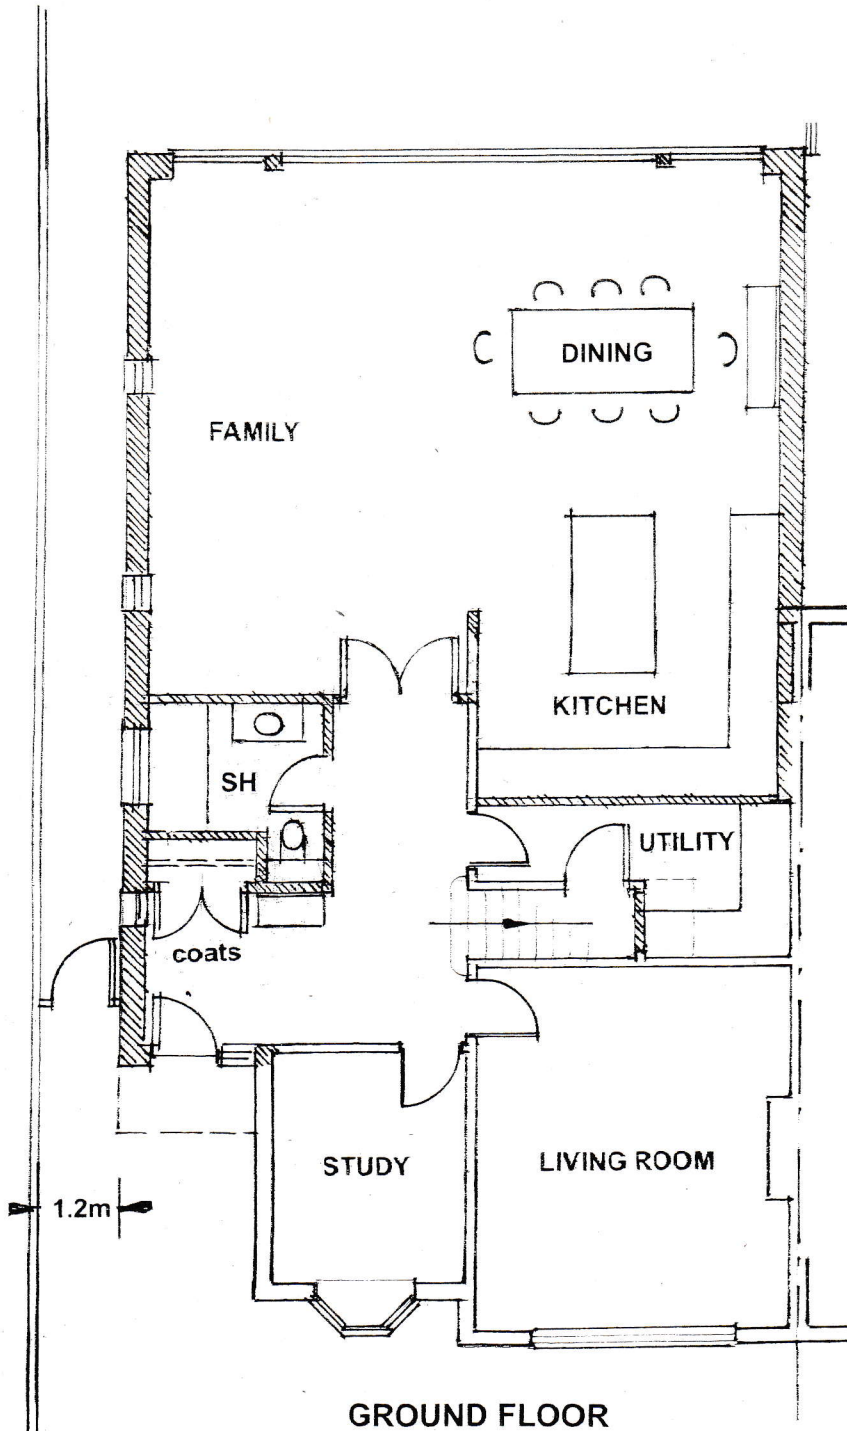 DINING
FAMILY
KITCHEN
SH
UTILITY
coats
STUDY
LIVING ROOM
1.2m
GROUND FLOOR